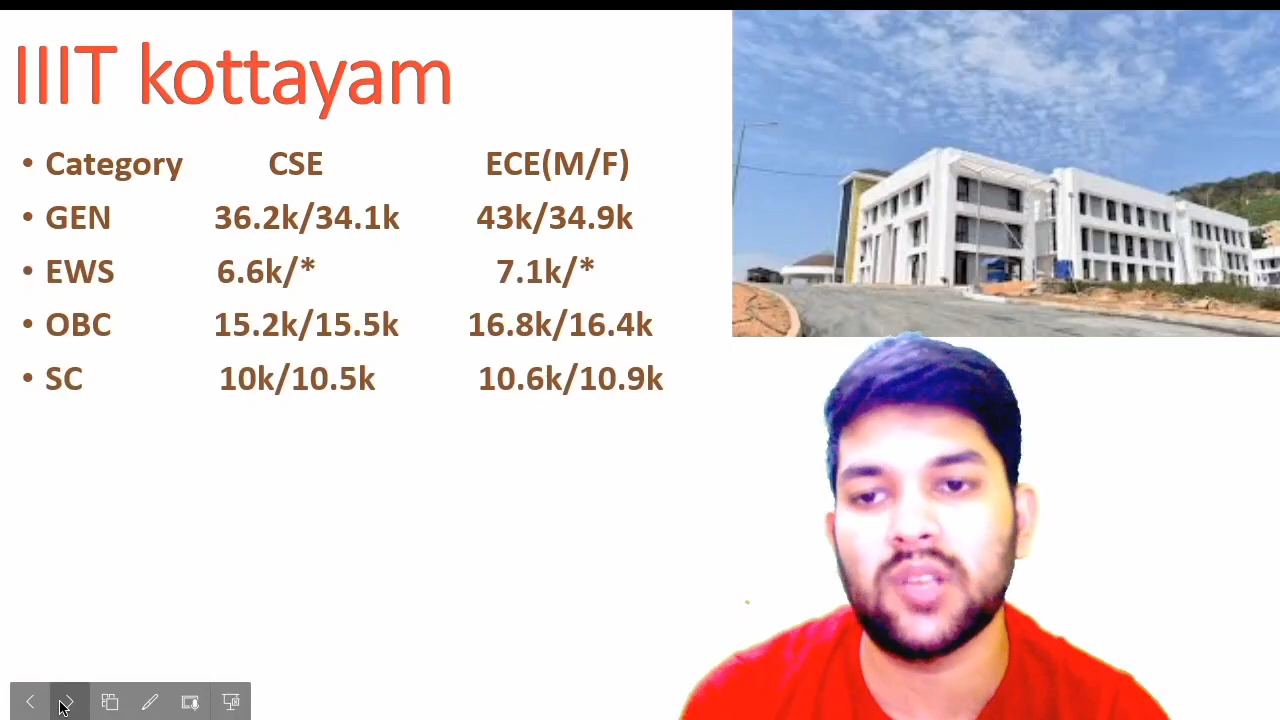 IIIT kottayam
• Category CSE ECE(M/F)
• GEN 36.2k/34.1k 43k/34.9k
• EWS 6.6k/* 7.1k/*
• OBC 15.2k/15.5k 16.8k/16.4k
• SC 10k/10.5k 10.6k/10.9k